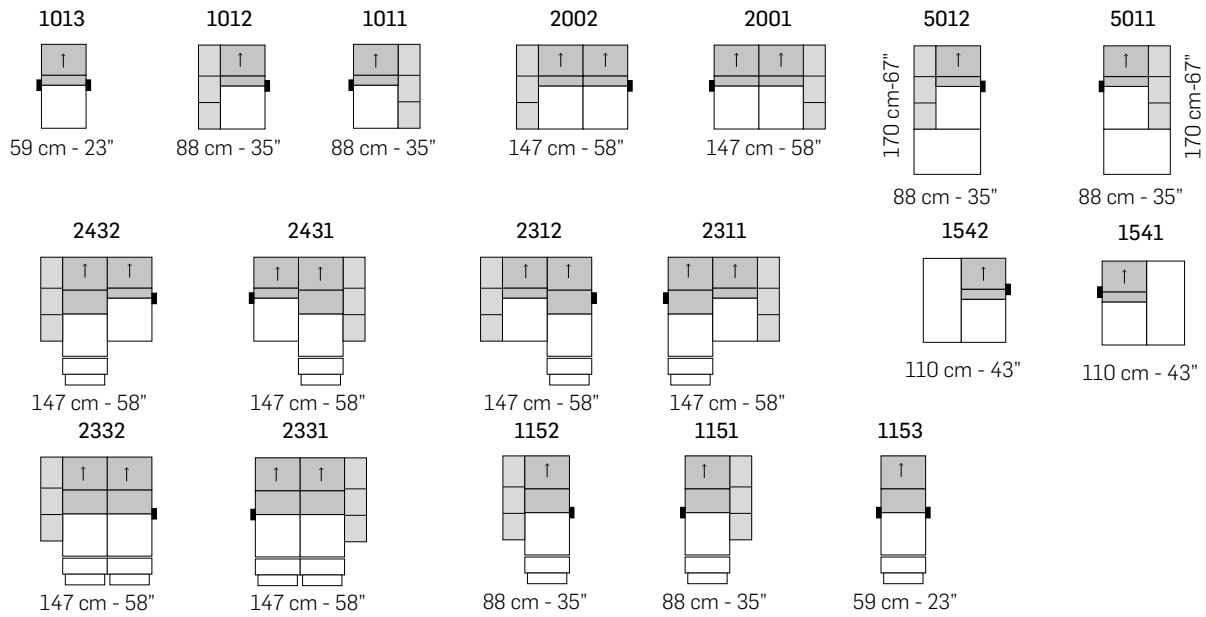 1013 1012 1011 2002 2001 5012 5011
170 cm-67" 170 cm-67"
59 cm - 23" 88 cm - 35" 88 cm - 35" 147 cm - 58" 147 cm - 58"
88 cm - 35" 88 cm - 35"
2432 2431 2312 2311 1542 1541
110 cm - 43" 110 cm - 43"
147 cm - 58" 147 cm - 58" 147 cm - 58" 147 cm - 58"
2332 2331 1152 1151 1153
147 cm - 58" 147 cm - 58" 88 cm - 35" 88 cm - 35" 59 cm - 23"